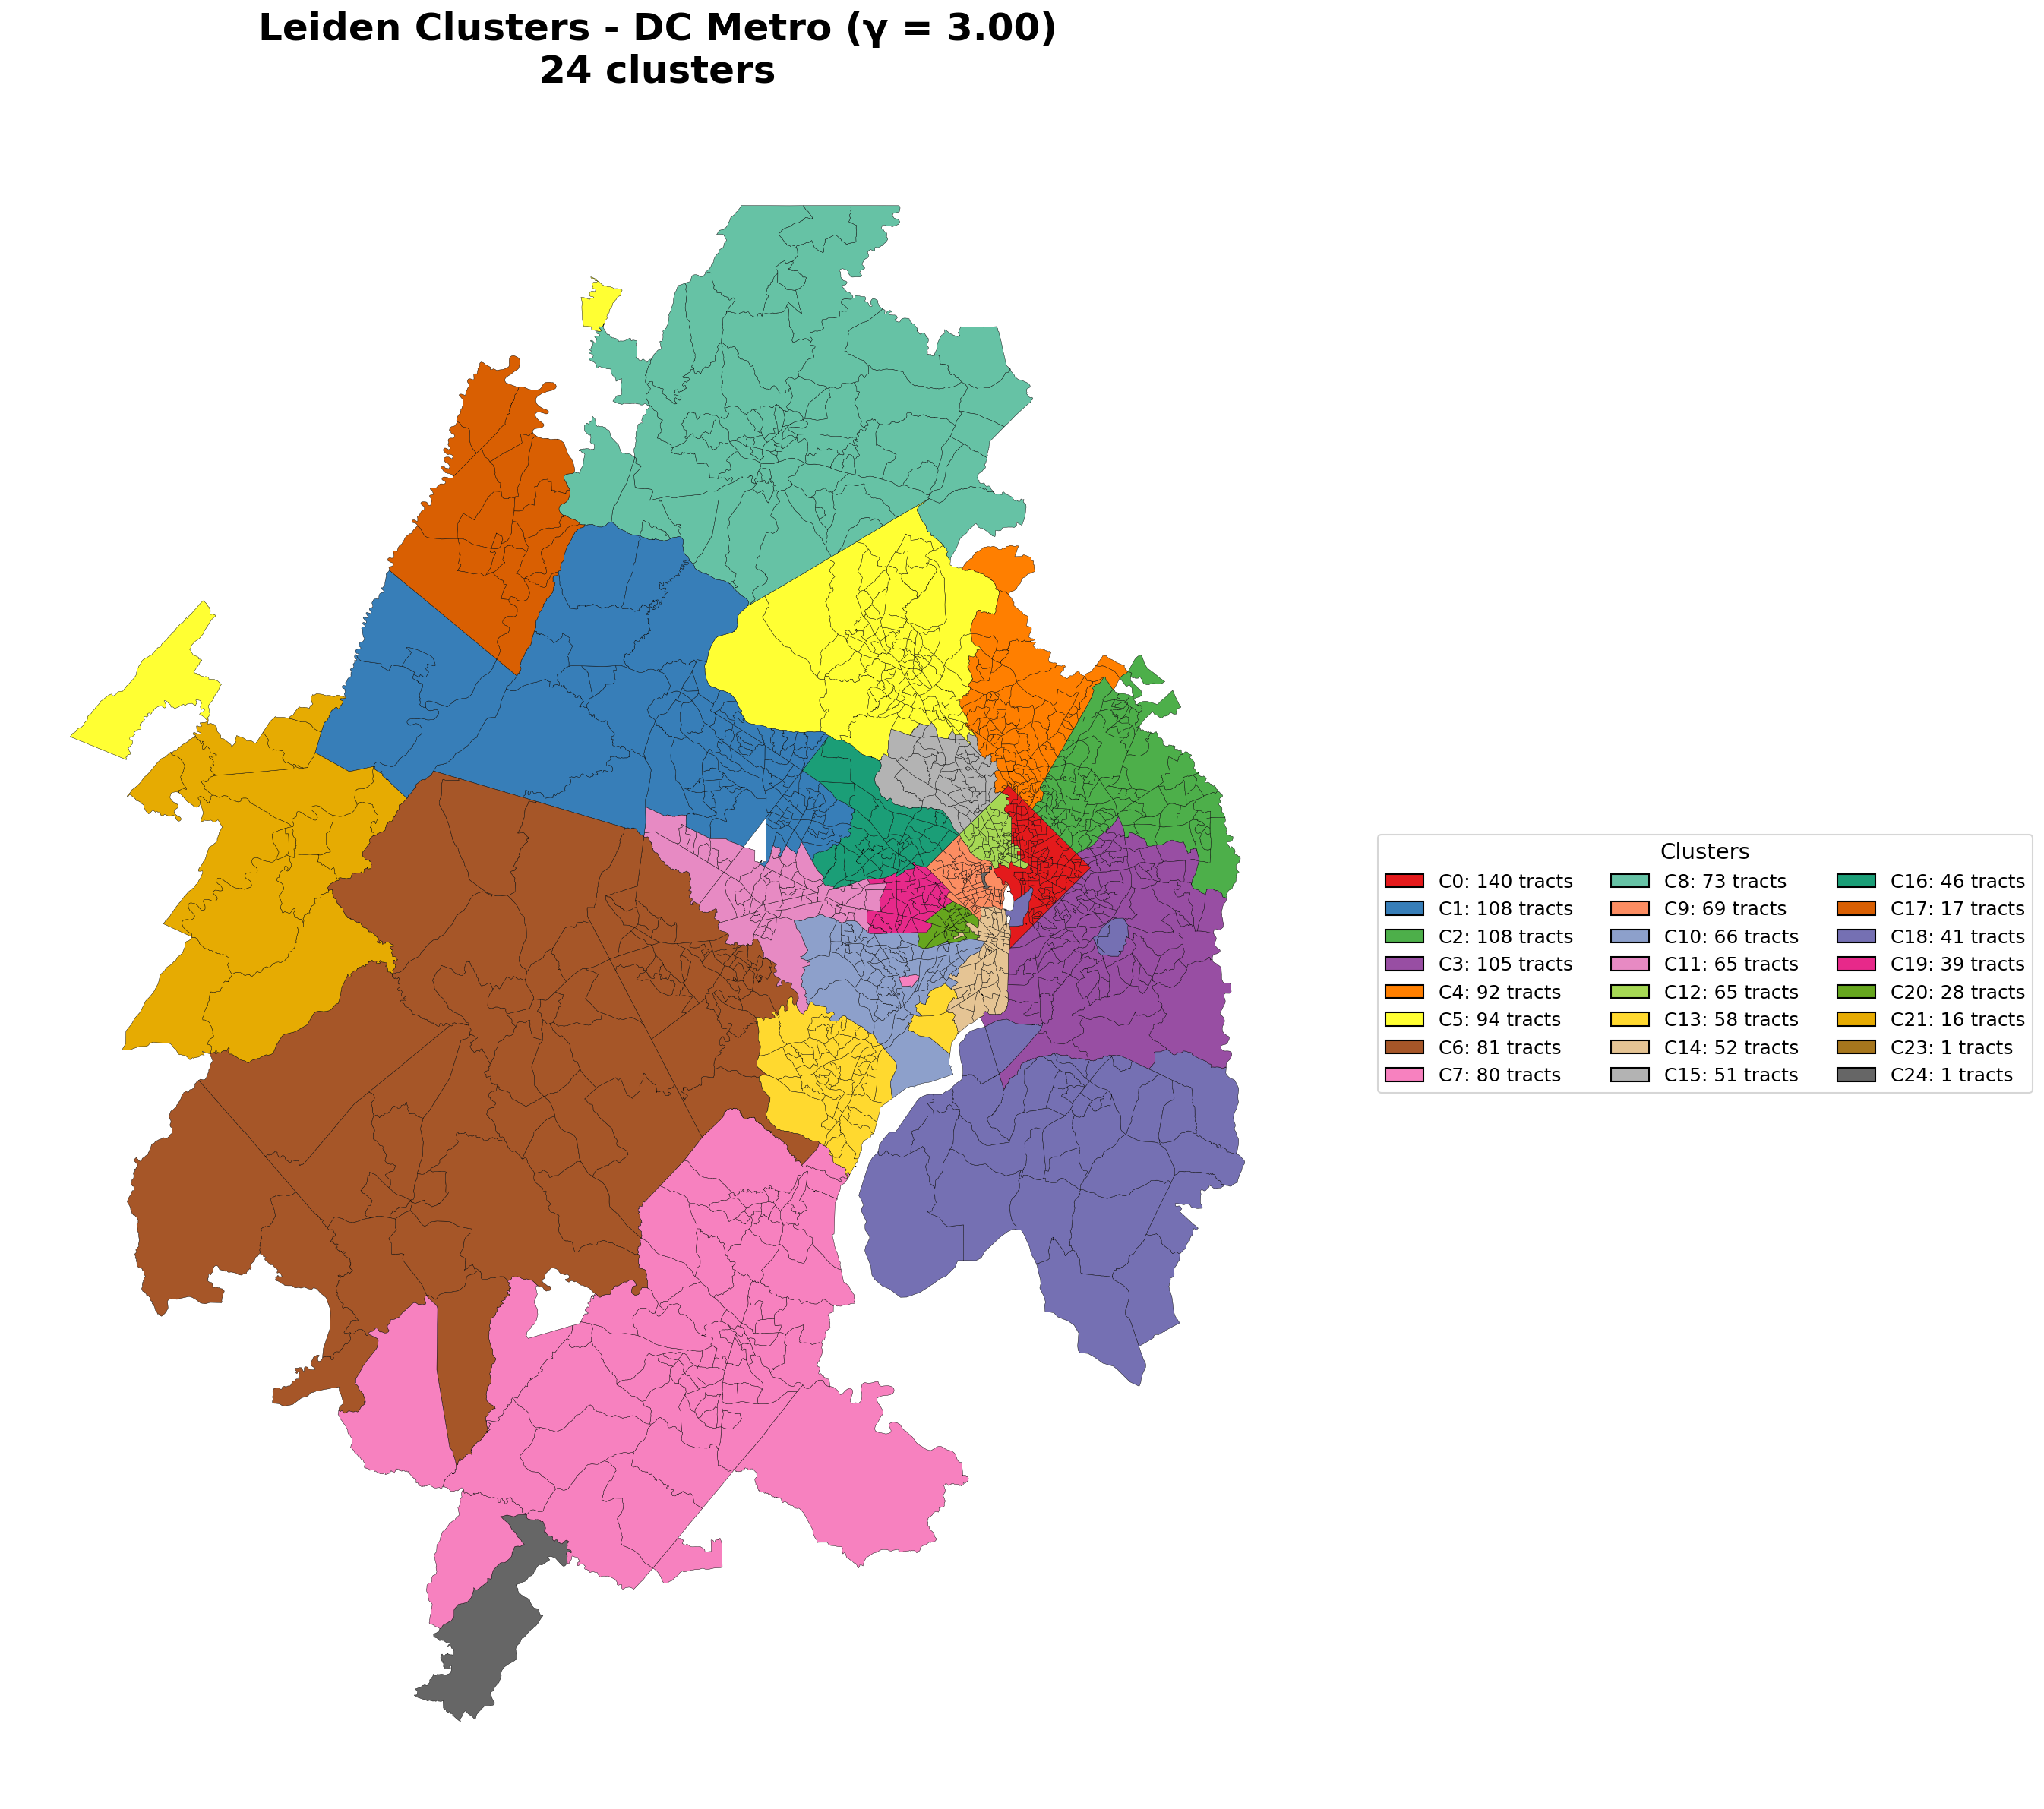 Leiden Clusters - DC Metro (γ = 3.00)
24 clusters
Clusters
C0: 140 tracts
C1: 108 tracts
C2: 108 tracts
C3: 105 tracts
C4: 92 tracts
C5: 94 tracts
C6: 81 tracts
C7: 80 tracts
C8: 73 tracts
C9: 69 tracts
C10: 66 tracts
C11: 65 tracts
C12: 65 tracts
C13: 58 tracts
C14: 52 tracts
C15: 51 tracts
C16: 46 tracts
C17: 17 tracts
C18: 41 tracts
C19: 39 tracts
C20: 28 tracts
C21: 16 tracts
C23: 1 tracts
C24: 1 tracts